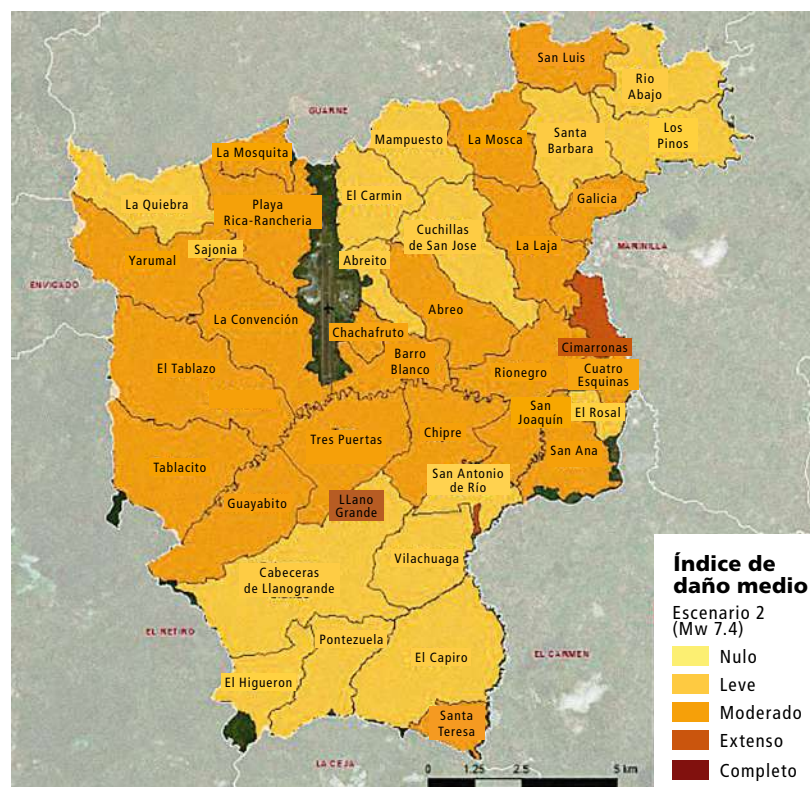 San Luis
Rio
Abajo
GUARNE
Mampuesto
La Mosca
Santa
Barbara
Los
Pinos
La Mosquita
La Quiebra
Playa
Rica-Rancheria
El Carmin
Galicia
Cuchillas
de San Jose
La Laja
Sajonia
Yarumal
Abreito
MARINILLA
ENVIGADO
La Convención
Abreo
Chachafruto
Cimarronas
Barro
Blanco
El Tablazo
Rionegro
Cuatro
Esquinas
San
Joaquín
El Rosal
Tres Puertas
Chipre
San Ana
Tablacito
San Antonio
de Río
LLano
Grande
Guayabito
Vilachuaga
Cabeceras
de Llanogrande
EL RETIRO
Pontezuela
El Capiro
EL CARMEN
El Higueron
Santa
Teresa
LA CEJA
0 1.25 2.5 5 km
Índice de
daño medio
Escenario 2
(Mw 7.4)
Nulo
Leve
Moderado
Extenso
Completo